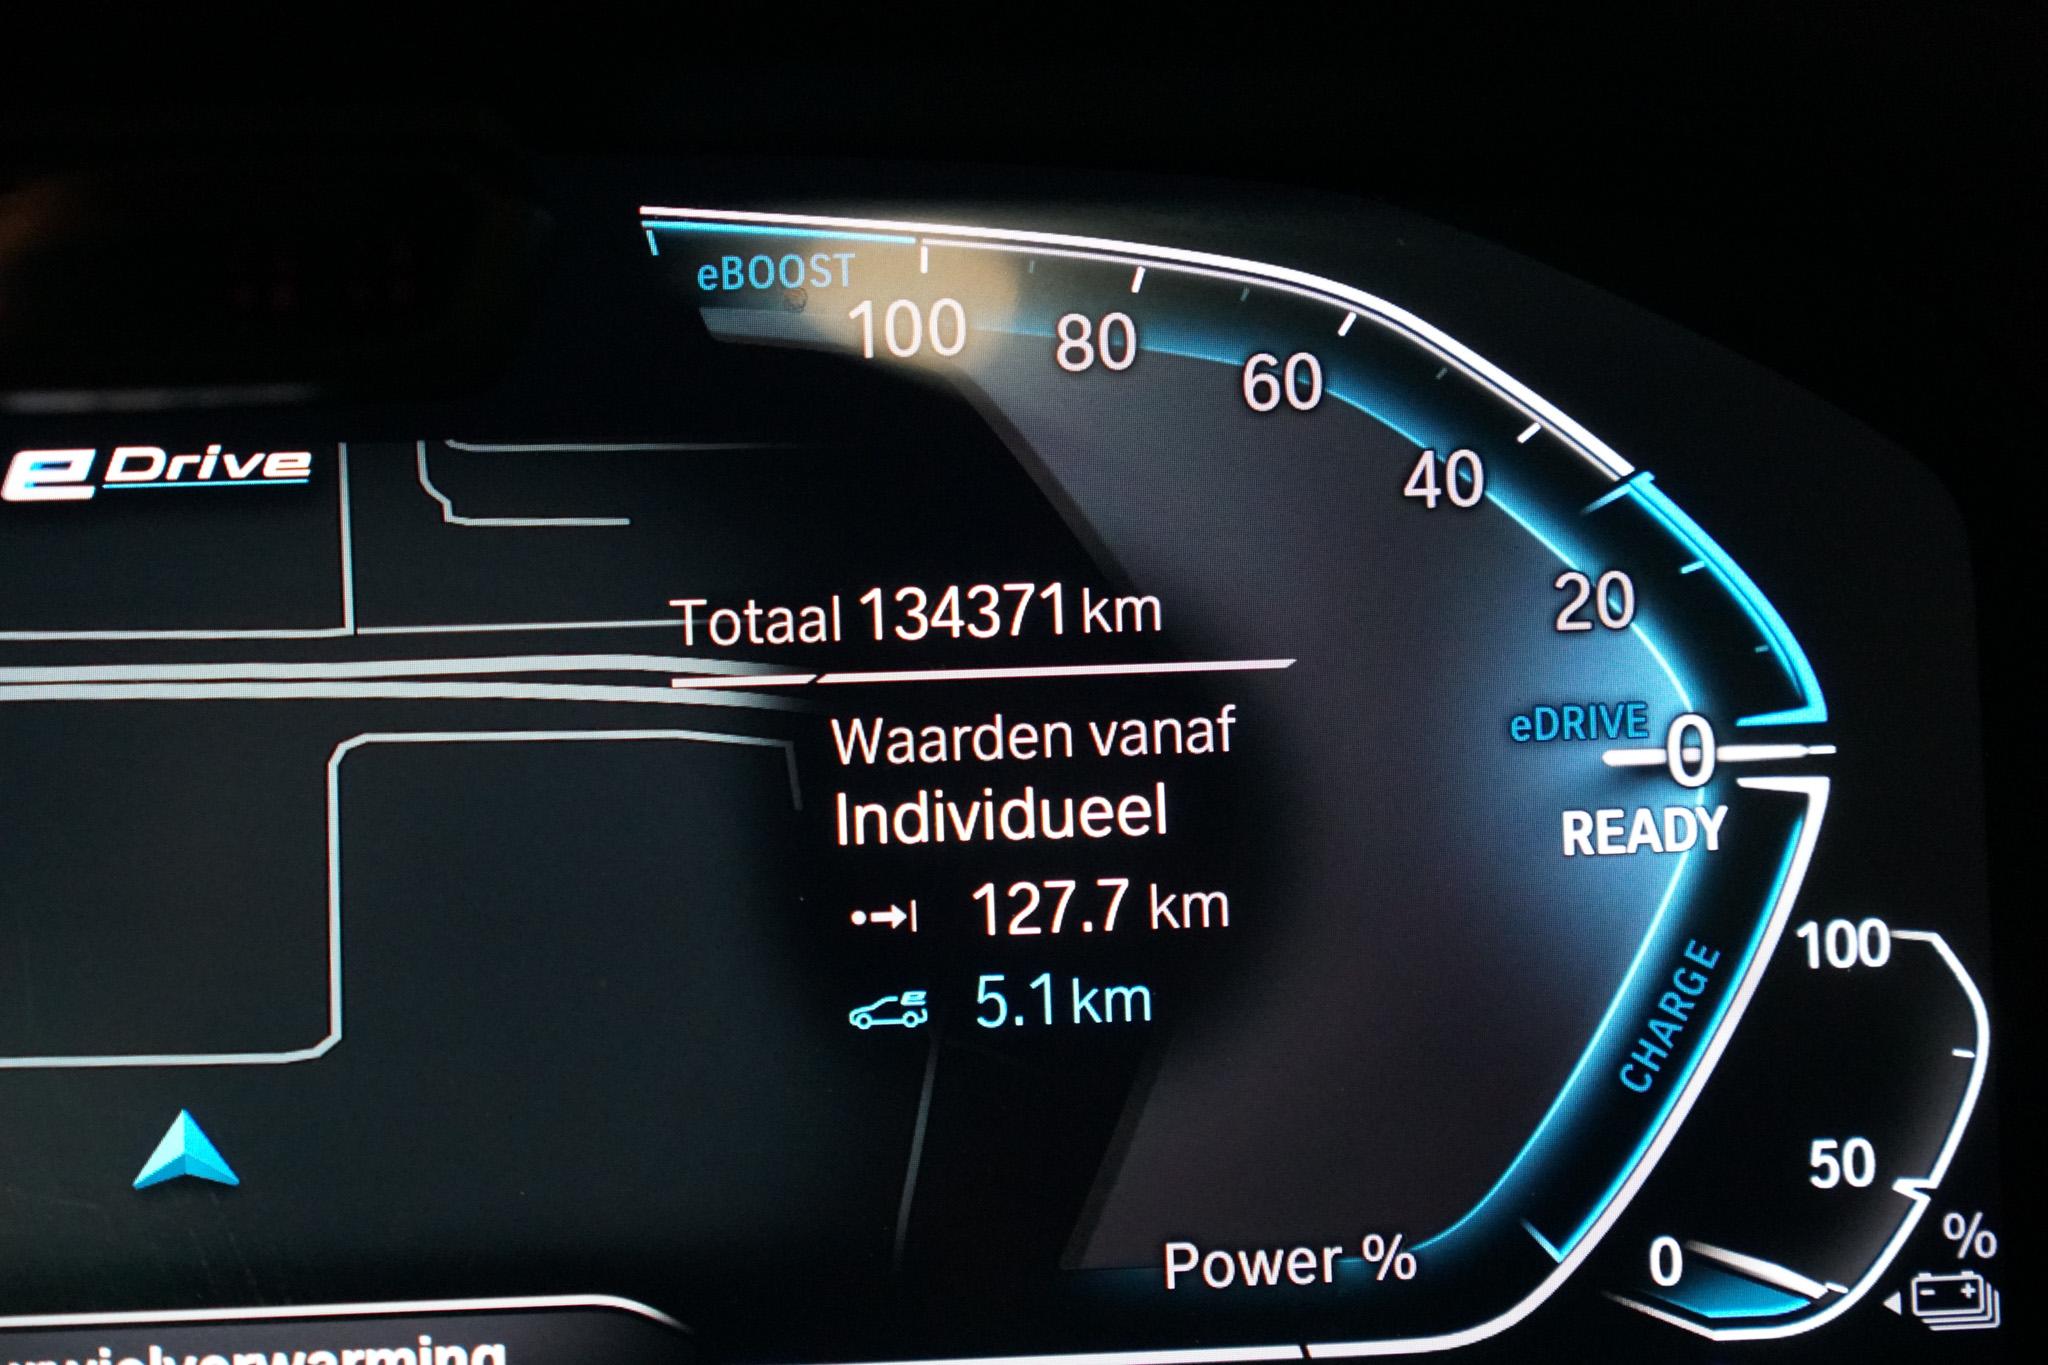 eBOOST
100
80
60
40
20
eDrive
Totaal 134371 km
Waarden vanaf
Individueel
127.7 km
5.1 km
eDRIVE
0
READY
CHARGE
100
50
0
%
Power %